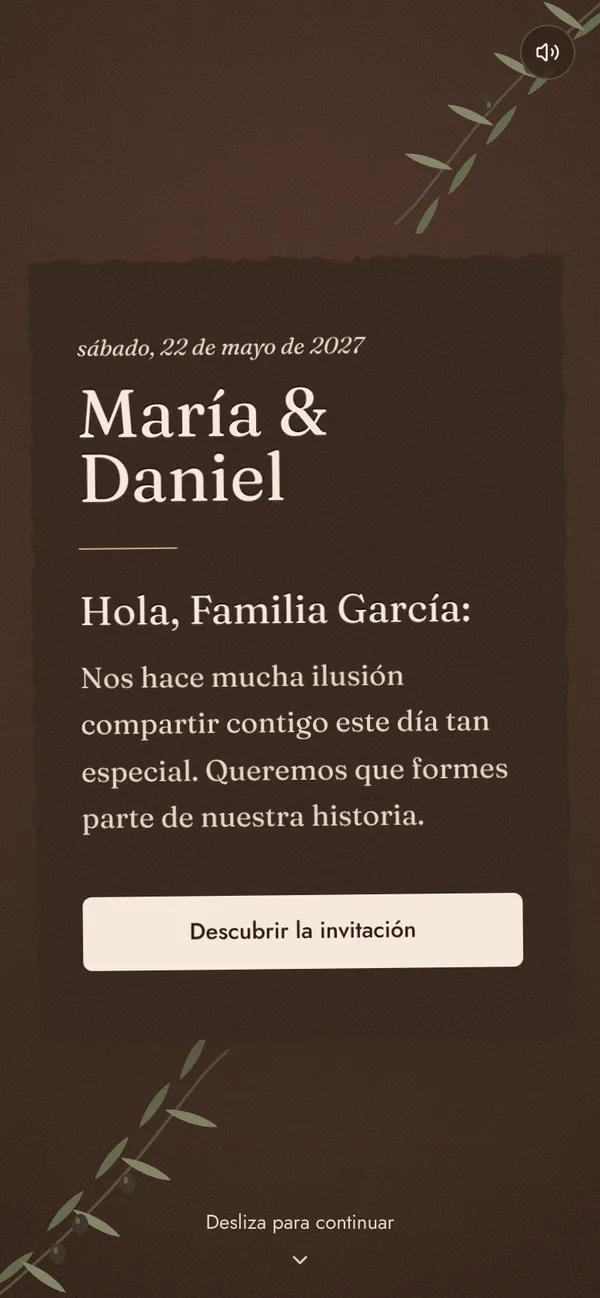 sábado, 22 de mayo de 2027
María &
Daniel
Hola, Familia García:
Nos hace mucha ilusión
compartir contigo este día tan
especial. Queremos que formes
parte de nuestra historia.
Descubrir la invitación
Desliza para continuar